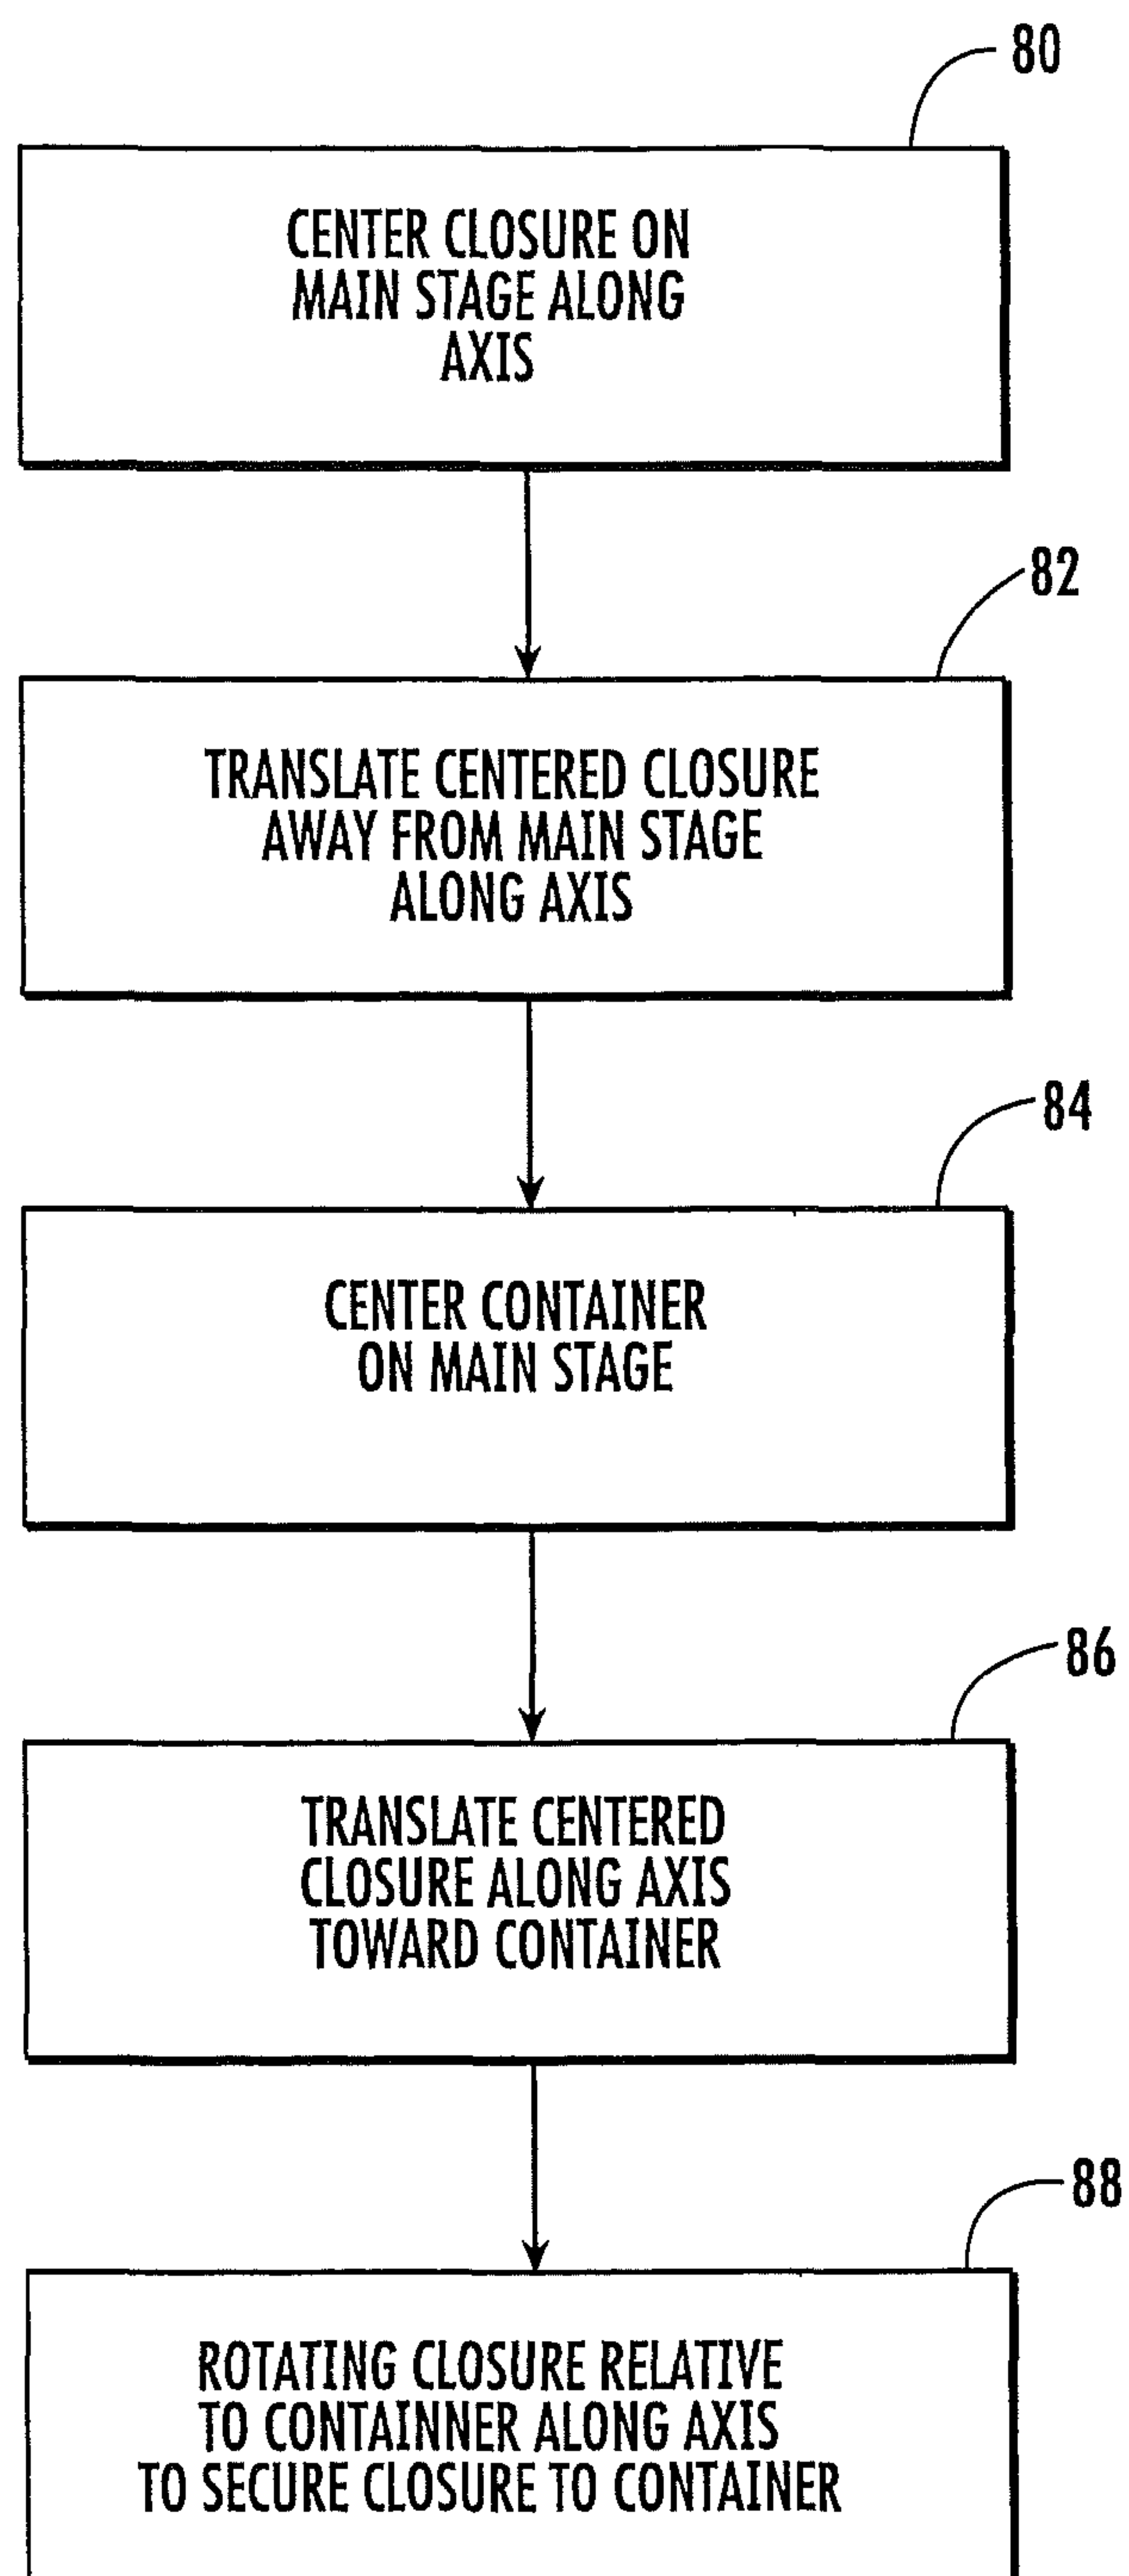 80
CENTER CLOSURE ON
MAIN STAGE ALONG
AXIS
82
TRANSLATE CENTERED CLOSURE
AWAY FROM MAIN STAGE
ALONG AXIS
84
CENTER CONTAINER
ON MAIN STAGE
86
TRANSLATE CENTERED
CLOSURE ALONG AXIS
TOWARD CONTAINER
88
ROTATING CLOSURE RELATIVE
TO CONTAINNER ALONG AXIS
TO SECURE CLOSURE TO CONTAINER